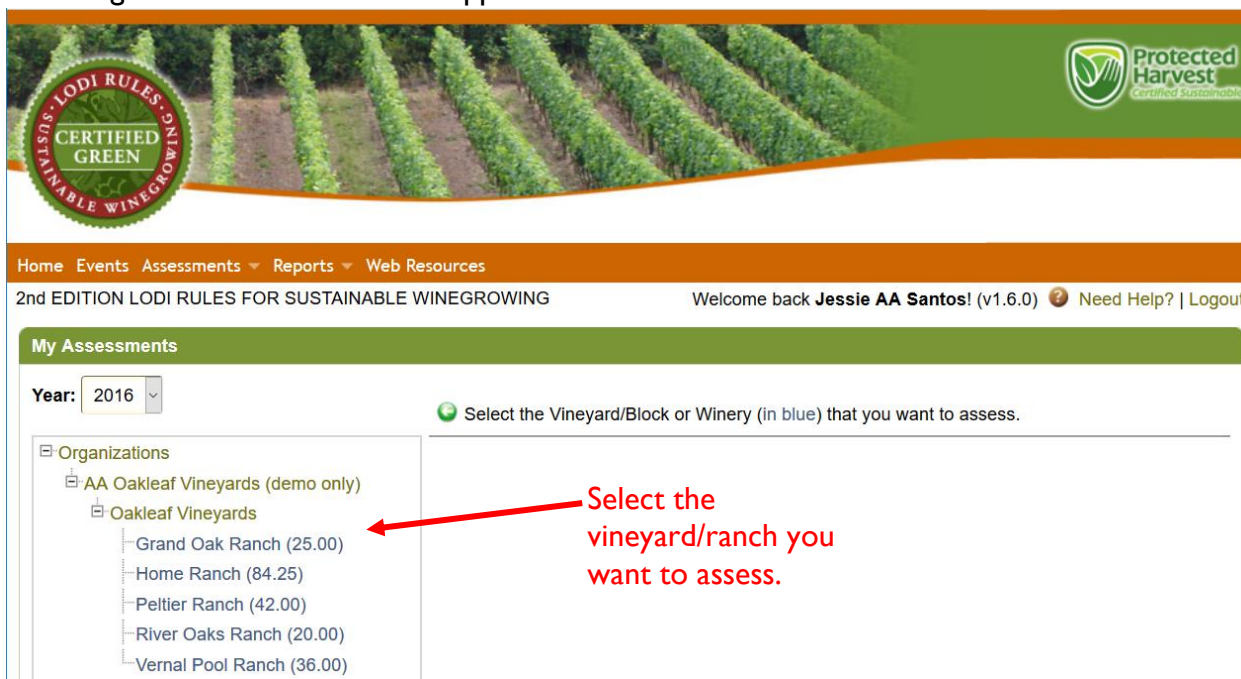 LODI RULES
SUSTAINABLE WINEGROWING
CERTIFIED
GREEN
Protected
Harvest
Certified Sustainable
Home Events Assessments Reports Web Resources
2nd EDITION LODI RULES FOR SUSTAINABLE WINEGROWING Welcome back Jessie AA Santos! (v1.6.0) Need Help? | Logout
My Assessments
Year: 2016
Select the Vineyard/Block or Winery (in blue) that you want to assess.
Organizations
AA Oakleaf Vineyards (demo only)
Oakleaf Vineyards
Grand Oak Ranch (25.00)
Home Ranch (84.25)
Peltier Ranch (42.00)
River Oaks Ranch (20.00)
Vernal Pool Ranch (36.00)
Select the
vineyard/ranch you
want to assess.